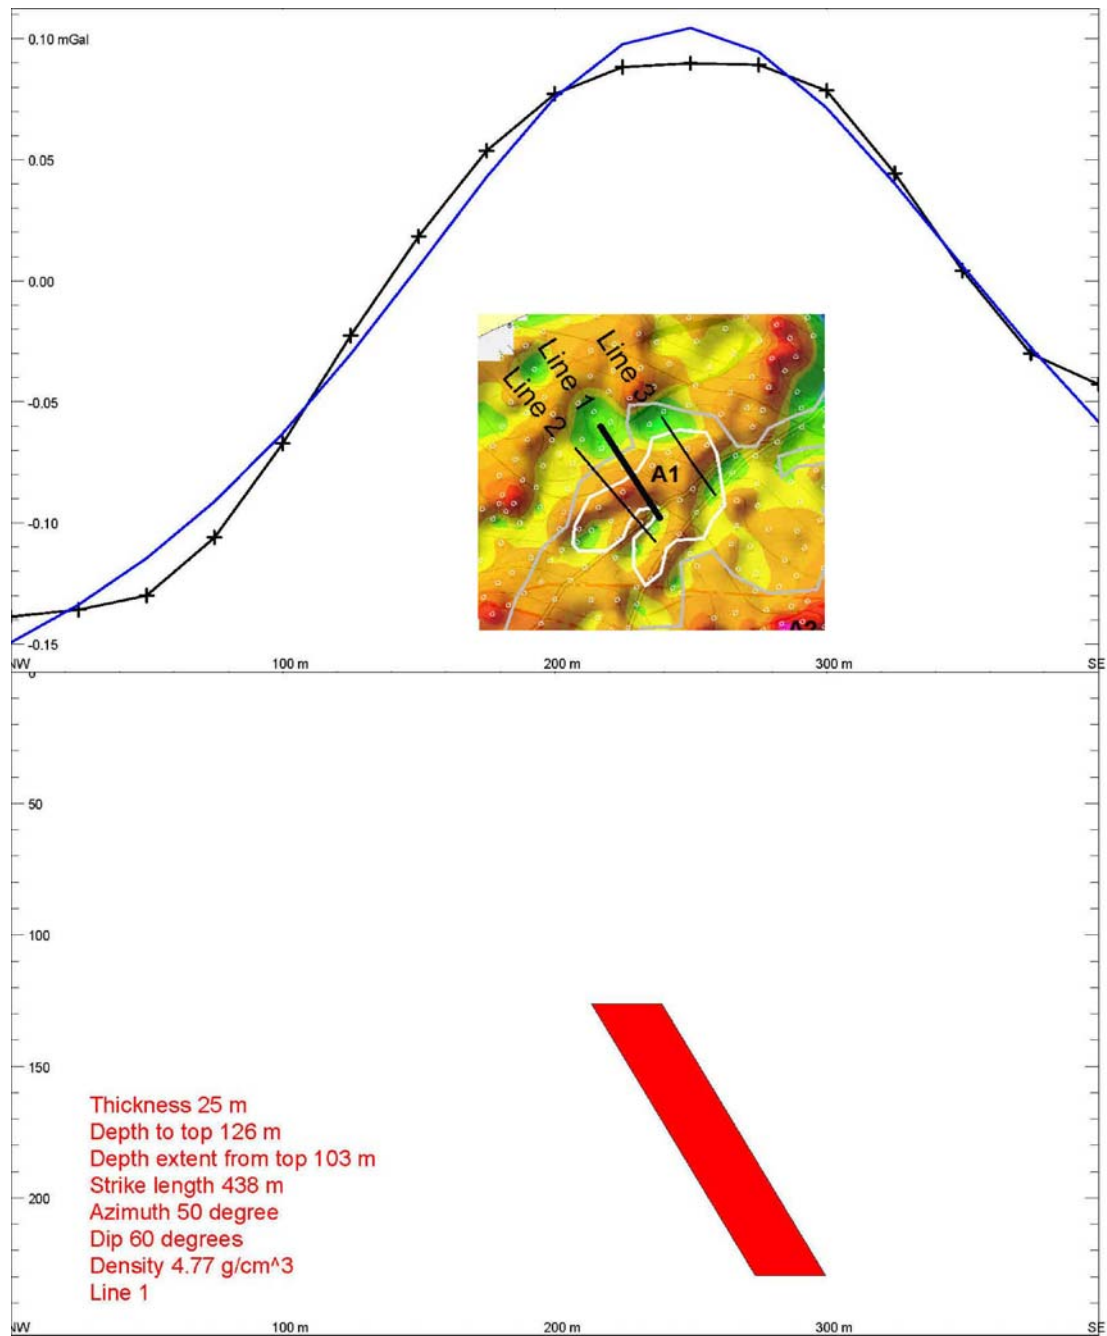 0.10 mGal
0.05
0.00
-0.05
-0.10
-0.15
Line 1
Line 2
Line 3
A1
NW
100 m
200 m
300 m
SE
0
50
100
150
200
Thickness 25 m
Depth to top 126 m
Depth extent from top 103 m
Strike length 438 m
Azimuth 50 degree
Dip 60 degrees
Density 4.77 g/cm^3
Line 1
NW
100 m
200 m
300 m
SE